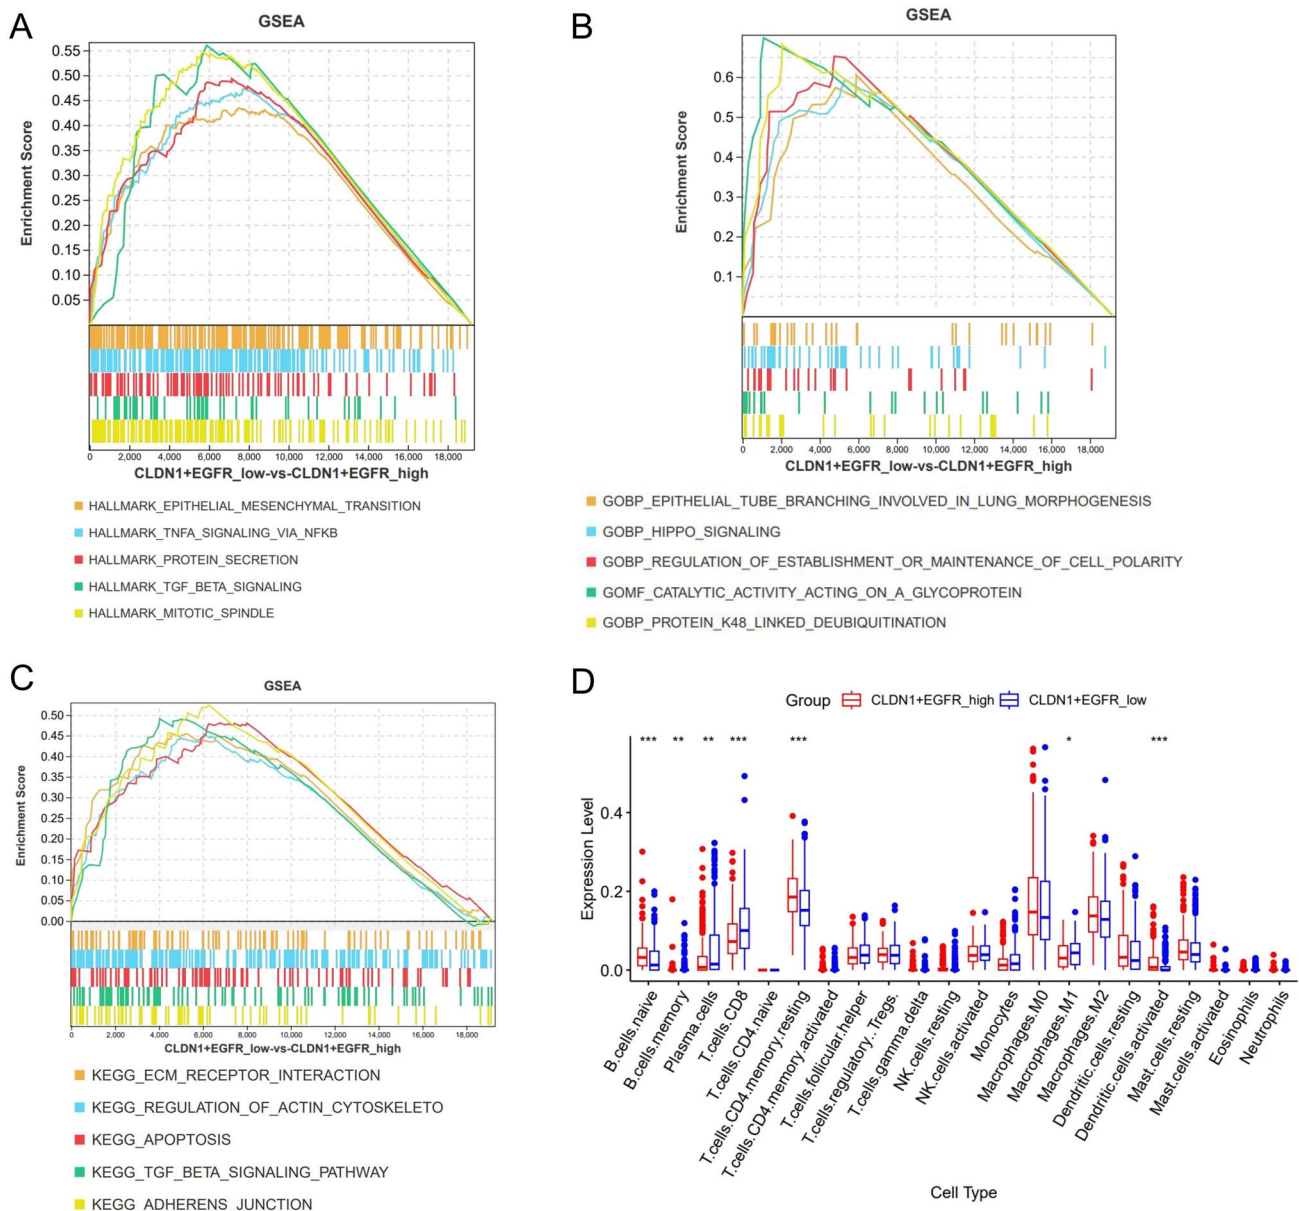 A
GSEA
Enrichment Score
0.55
0.50
0.45
0.40
0.35
0.30
0.25
0.20
0.15
0.10
0.05
0 2,000 4,000 6,000 8,000 10,000 12,000 14,000 16,000 18,000
CLDN1+EGFR_low-vs-CLDN1+EGFR_high
HALLMARK_EPITHELIAL_MESENCHYMAL_TRANSITION
HALLMARK_TNFA_SIGNALING_VIA_NFKB
HALLMARK_PROTEIN_SECRETION
HALLMARK_TGF_BETA_SIGNALING
HALLMARK_MITOTIC_SPINDLE
B
GSEA
Enrichment Score
0.6
0.5
0.4
0.3
0.2
0.1
0 2,000 4,000 6,000 8,000 10,000 12,000 14,000 16,000 18,000
CLDN1+EGFR_low-vs-CLDN1+EGFR_high
GOBP_EPITHELIAL_TUBE_BRANCHING_INVOLVED_IN_LUNG_MORPHOGENESIS
GOBP_HIPPO_SIGNALING
GOBP_REGULATION_OF_ESTABLISHMENT_OR_MAINTENANCE_OF_CELL_POLARITY
GOMF_CATALYTIC_ACTIVITY_ACTING_ON_A_GLYCOPROTEIN
GOBP_PROTEIN_K48_LINKED_DEUBIQUITINATION
C
GSEA
Enrichment Score
0.50
0.45
0.40
0.35
0.30
0.25
0.20
0.15
0.10
0.05
0.00
0 2,000 4,000 6,000 8,000 10,000 12,000 14,000 16,000 18,000
CLDN1+EGFR_low-vs-CLDN1+EGFR_high
KEGG_ECM_RECEPTOR_INTERACTION
KEGG_REGULATION_OF_ACTIN_CYTOSKELETO
KEGG_APOPTOSIS
KEGG_TGF_BETA_SIGNALING_PATHWAY
KEGG_ADHERENS_JUNCTION
D
Group CLDN1+EGFR_high CLDN1+EGFR_low
*** ** ** *** *** * ***
Expression Level
0.4
0.2
0.0
B.cells.naive
B.cells.memory
Plasma.cells
T.cells.CD8
T.cells.CD4.naive
T.cells.CD4.memory.resting
T.cells.CD4.memory.activated
T.cells.follicular.helper
T.cells.regulatory..Tregs.
T.cells.gamma.delta
NK.cells.resting
NK.cells.activated
Monocytes
Macrophages.M0
Macrophages.M1
Macrophages.M2
Dendritic.cells.resting
Dendritic.cells.activated
Mast.cells.resting
Mast.cells.activated
Eosinophils
Neutrophils
Cell Type